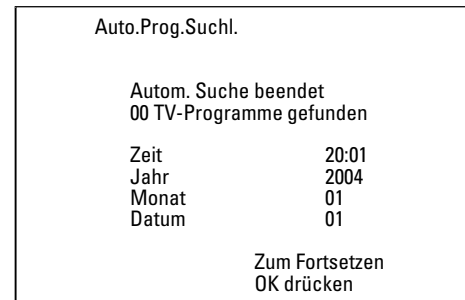 Auto.Prog.Suchl.
Autom. Suche beendet
00 TV-Programme gefunden
Zeit 20:01
Jahr 2004
Monat 01
Datum 01
Zum Fortsetzen
OK drücken